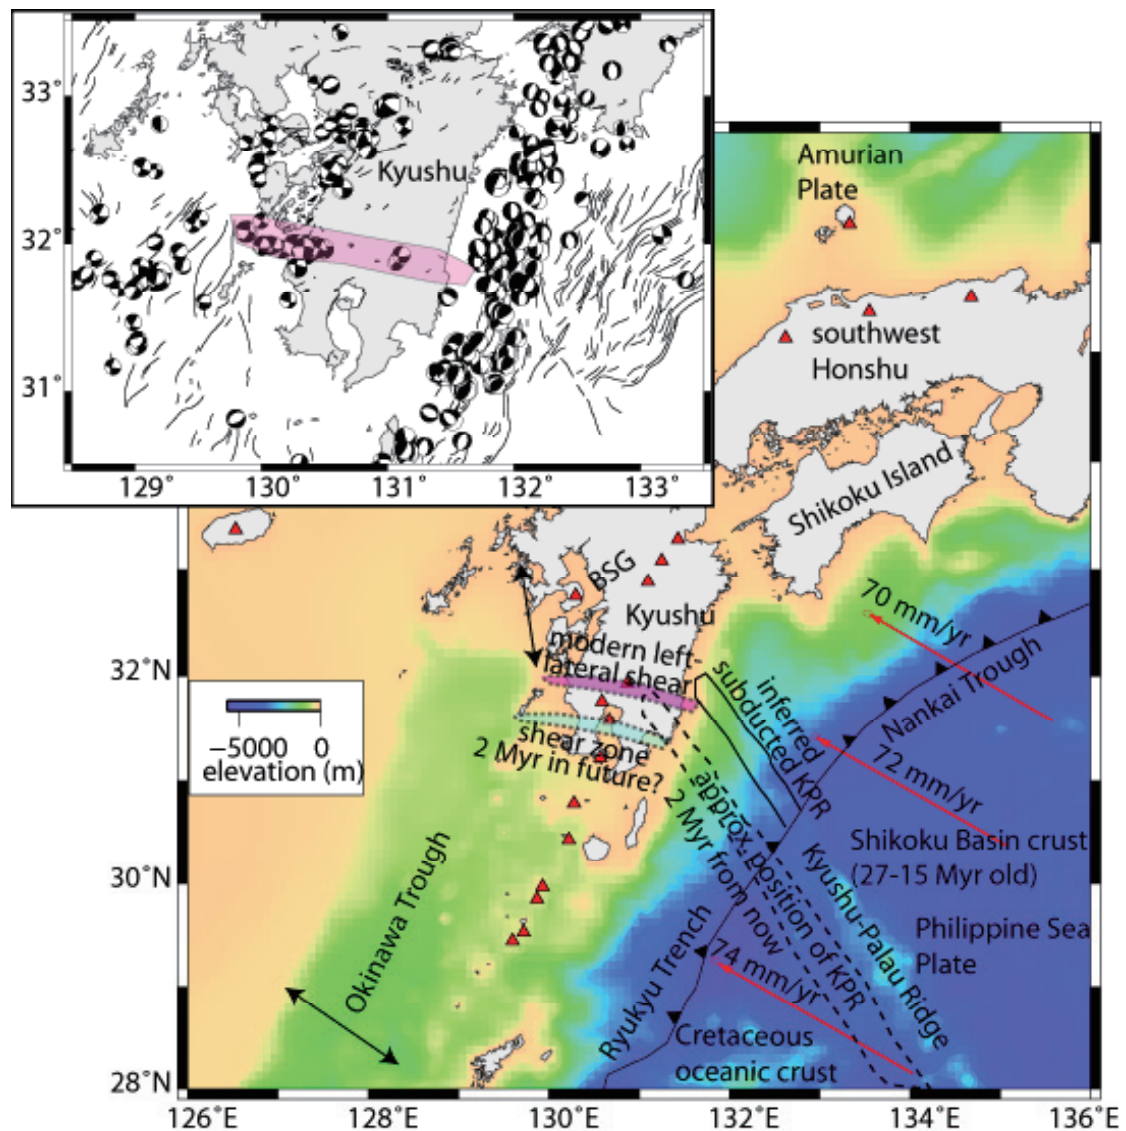 33°
32°
31°
Kyushu
129°
130°
131°
132°
133°
Amurian
Plate
southwest
Honshu
Shikoku Island
BSG
Kyushu
modern left-
lateral shear
shear zone
2 Myr in future?
inferred
subducted KPR
approx. position of KPR
2 Myr from now
70 mm/yr
Nankai Trough
72 mm/yr
Shikoku Basin crust
(27-15 Myr old)
Kyushu-Palau Ridge
Philippine Sea
Plate
74 mm/yr
Ryukyu Trench
Cretaceous
oceanic crust
Okinawa Trough
−5000 0
elevation (m)
32°N
30°N
28°N
126°E
128°E
130°E
132°E
134°E
136°E